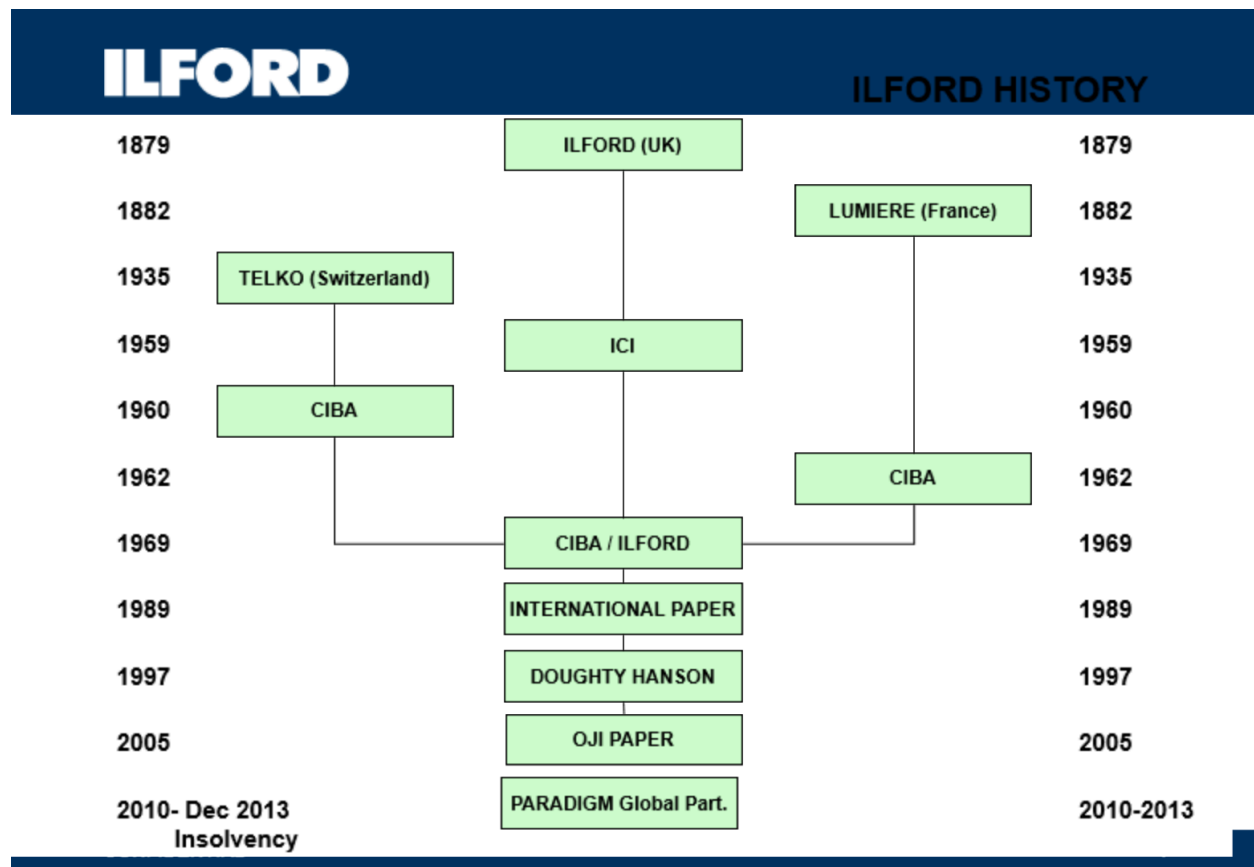 ILFORD
ILFORD HISTORY
1879 ILFORD (UK) 1879
1882 LUMIERE (France) 1882
1935 TELKO (Switzerland) 1935
1959 ICI 1959
1960 CIBA 1960
1962 CIBA 1962
1969 CIBA / ILFORD 1969
1989 INTERNATIONAL PAPER 1989
1997 DOUGHTY HANSON 1997
2005 OJI PAPER 2005
2010- Dec 2013 PARADIGM Global Part. 2010-2013
Insolvency